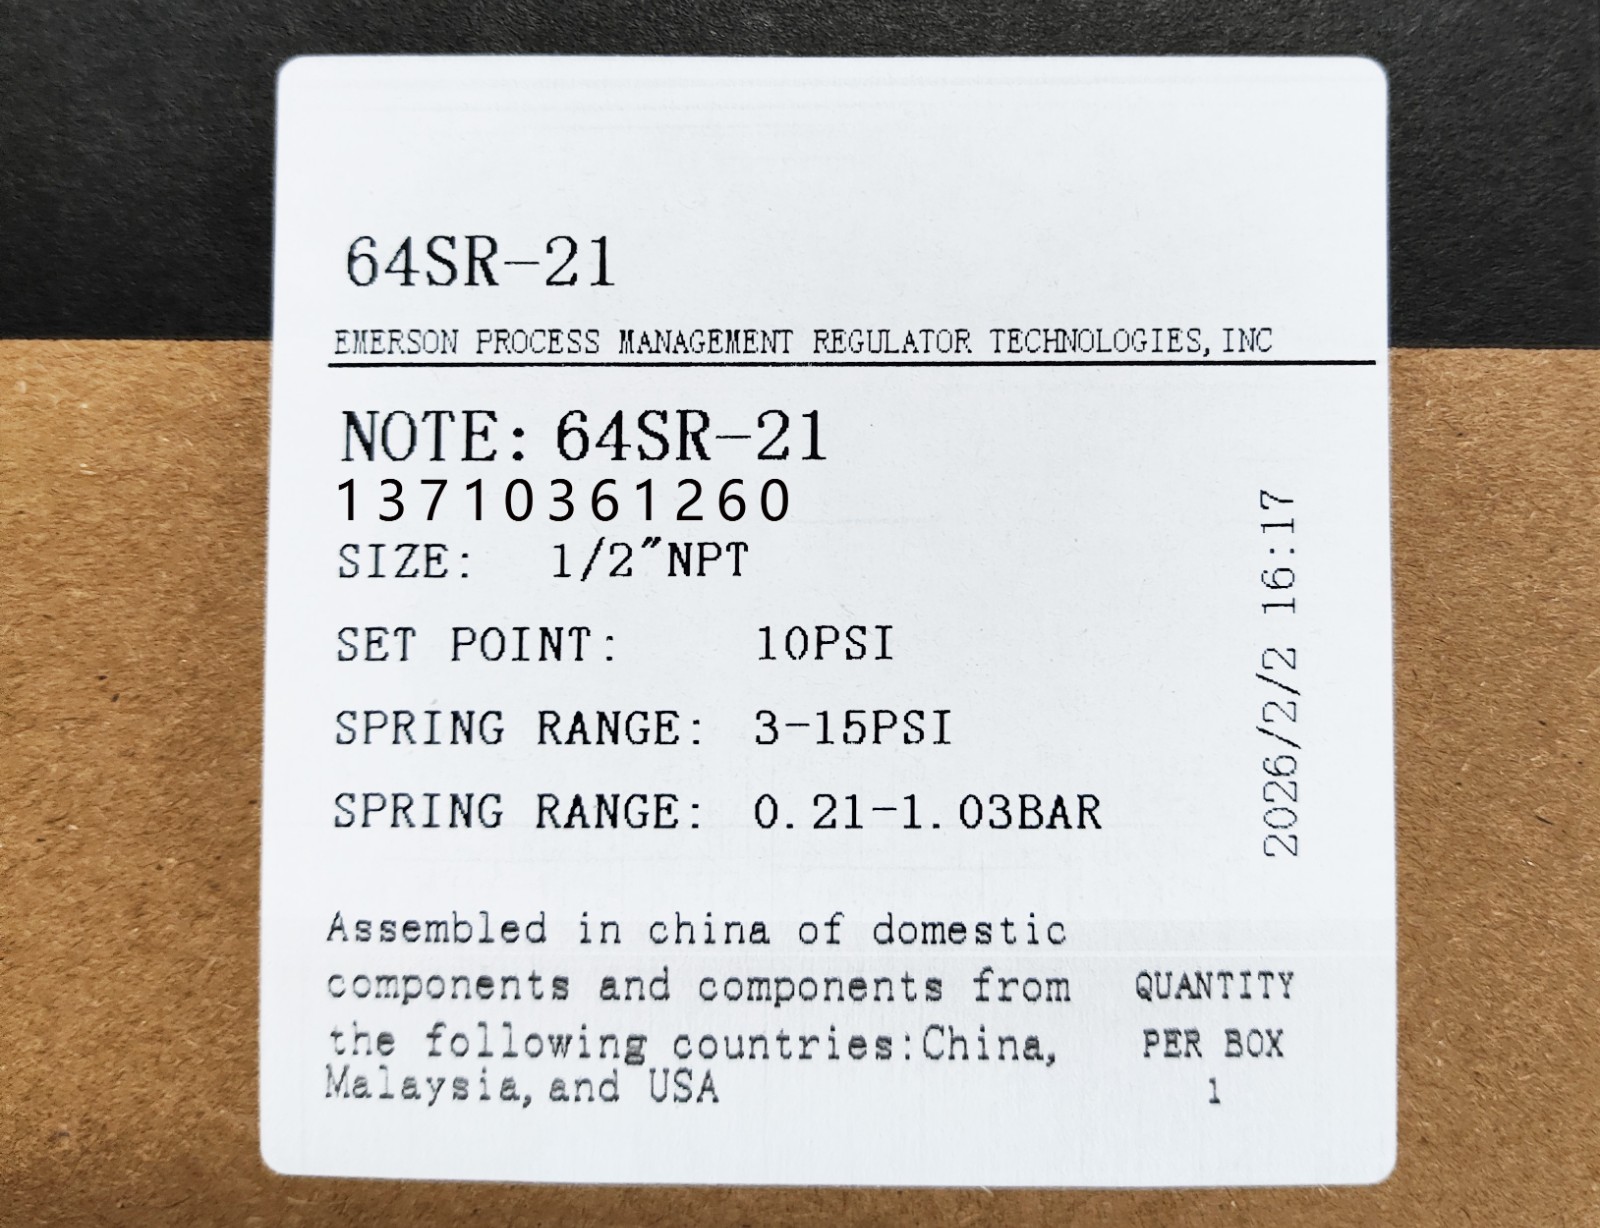 64SR-21
EMERSON PROCESS MANAGEMENT REGULATOR TECHNOLOGIES, INC
NOTE: 64SR-21
13710361260
SIZE: 1/2"NPT
SET POINT: 10PSI
SPRING RANGE: 3-15PSI
SPRING RANGE: 0.21-1.03BAR
2026/2/2 16:17
Assembled in china of domestic
components and components from
the following countries:China,
Malaysia, and USA
QUANTITY
PER BOX
1